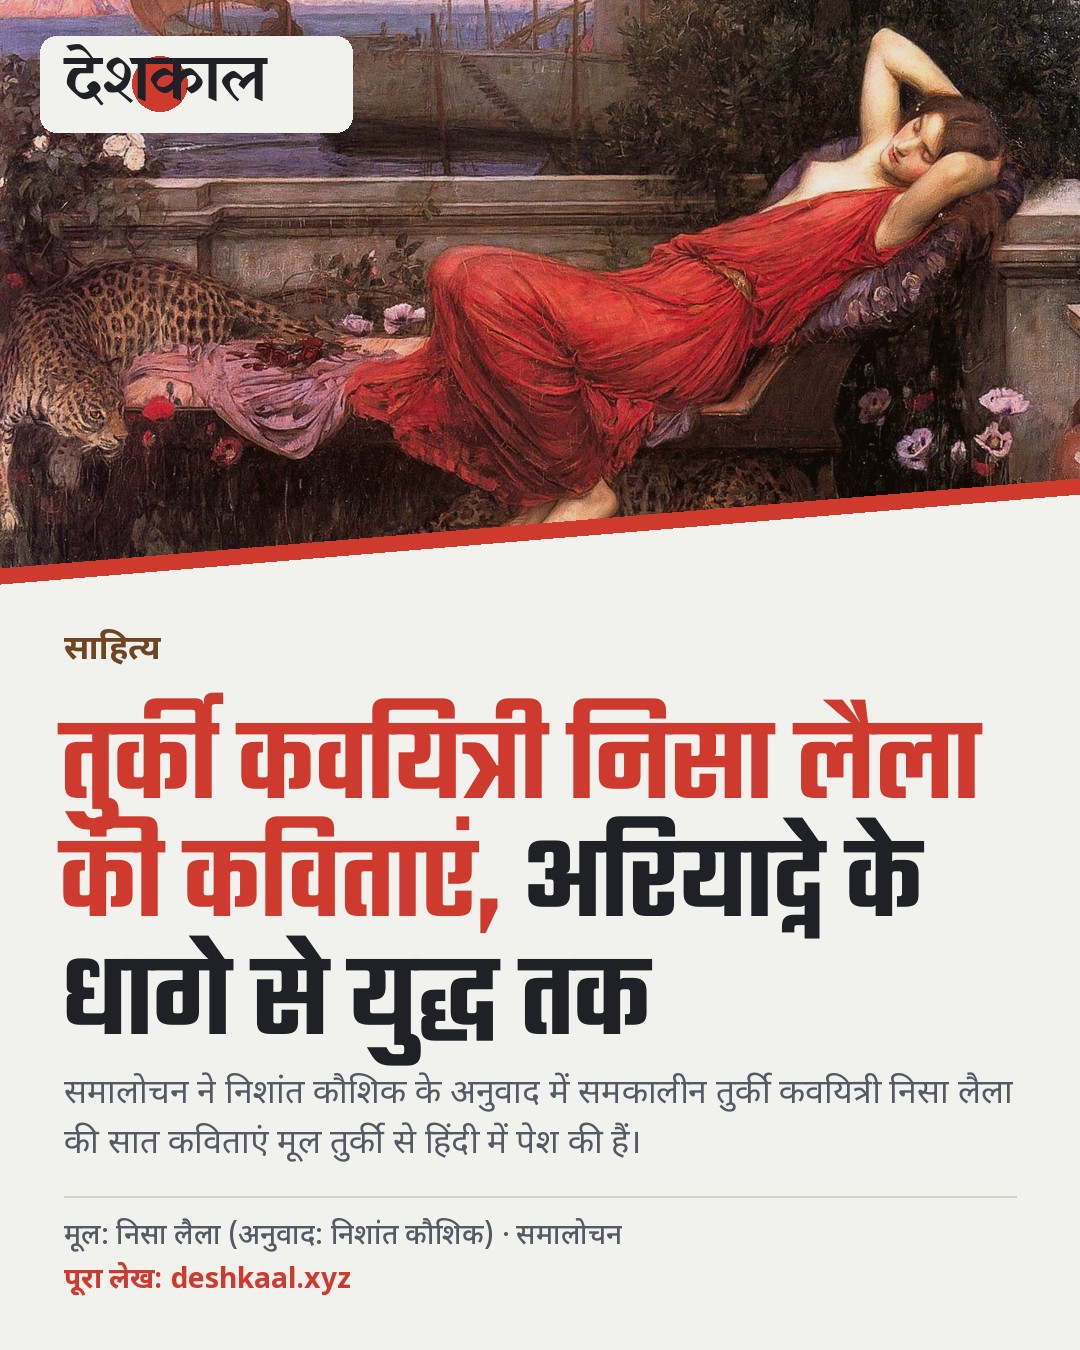 देशकाल
साहित्य
तुर्की कवयित्री निसा लैला
की कविताएं, अरियाद्ने के
धागे से युद्ध तक
समालोचन ने निशांत कौशिक के अनुवाद में समकालीन तुर्की कवयित्री निसा लैला
की सात कविताएं मूल तुर्की से हिंदी में पेश की हैं।
मूल: निसा लैला (अनुवाद: निशांत कौशिक) · समालोचन
पूरा लेख: deshkaal.xyz